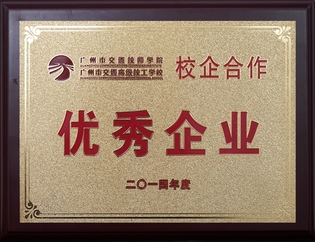 广州市交通技师学院
广州市交通高级技工学校
校企合作
优秀企业
二〇一四年度